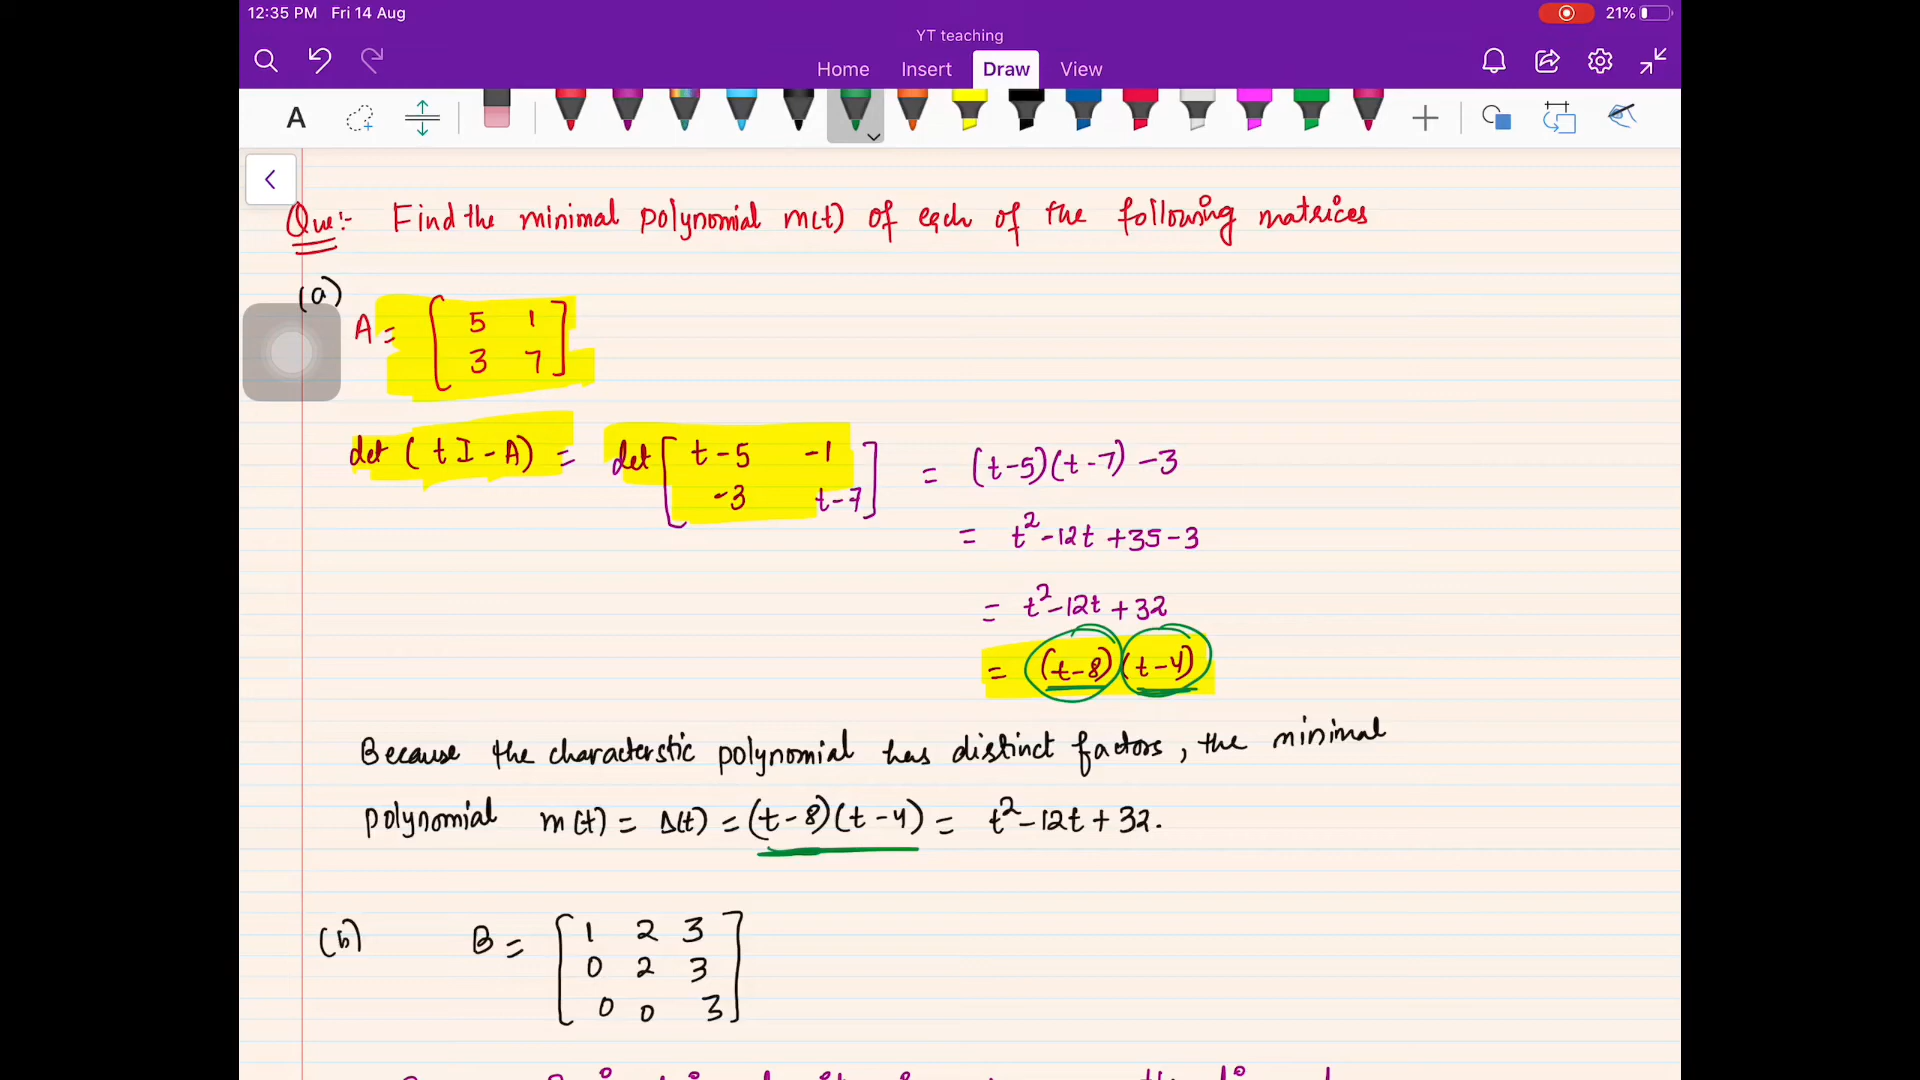 12:35 PM Fri 14 Aug
21%
YT teaching
Home Insert Draw View
A
Que:- Find the minimal polynomial m(t) of each of the following matrices
(a)
A = [ 5 1
3 7 ]
det ( tI - A) = det [ t-5 -1 = (t-5)(t-7) -3
-3 t-7 ]
= t² -12t +35-3
= t² -12t +32
= (t-8)(t-4)
Because the characterstic polynomial has distinct factors, the minimal
polynomial m(t) = Δ(t) = (t-8)(t-4) = t² -12t + 32.
(b) B = [ 1 2 3
0 2 3
0 0 3 ]